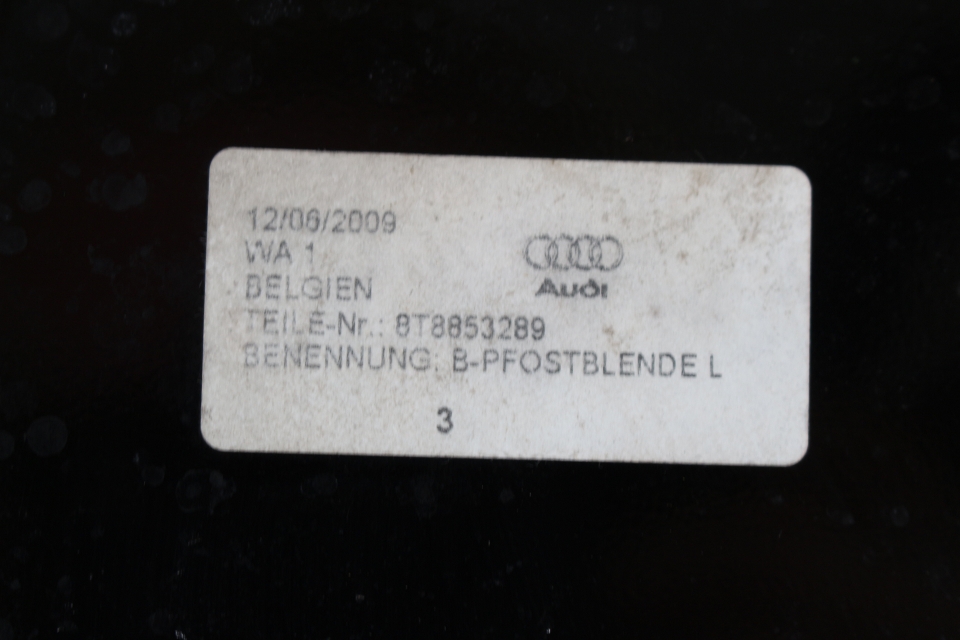 12/06/2009
WA 1
BELGIEN
Audi
TEILE-Nr.: 8T8853289
BENENNUNG: B-PFOSTBLENDE L
3